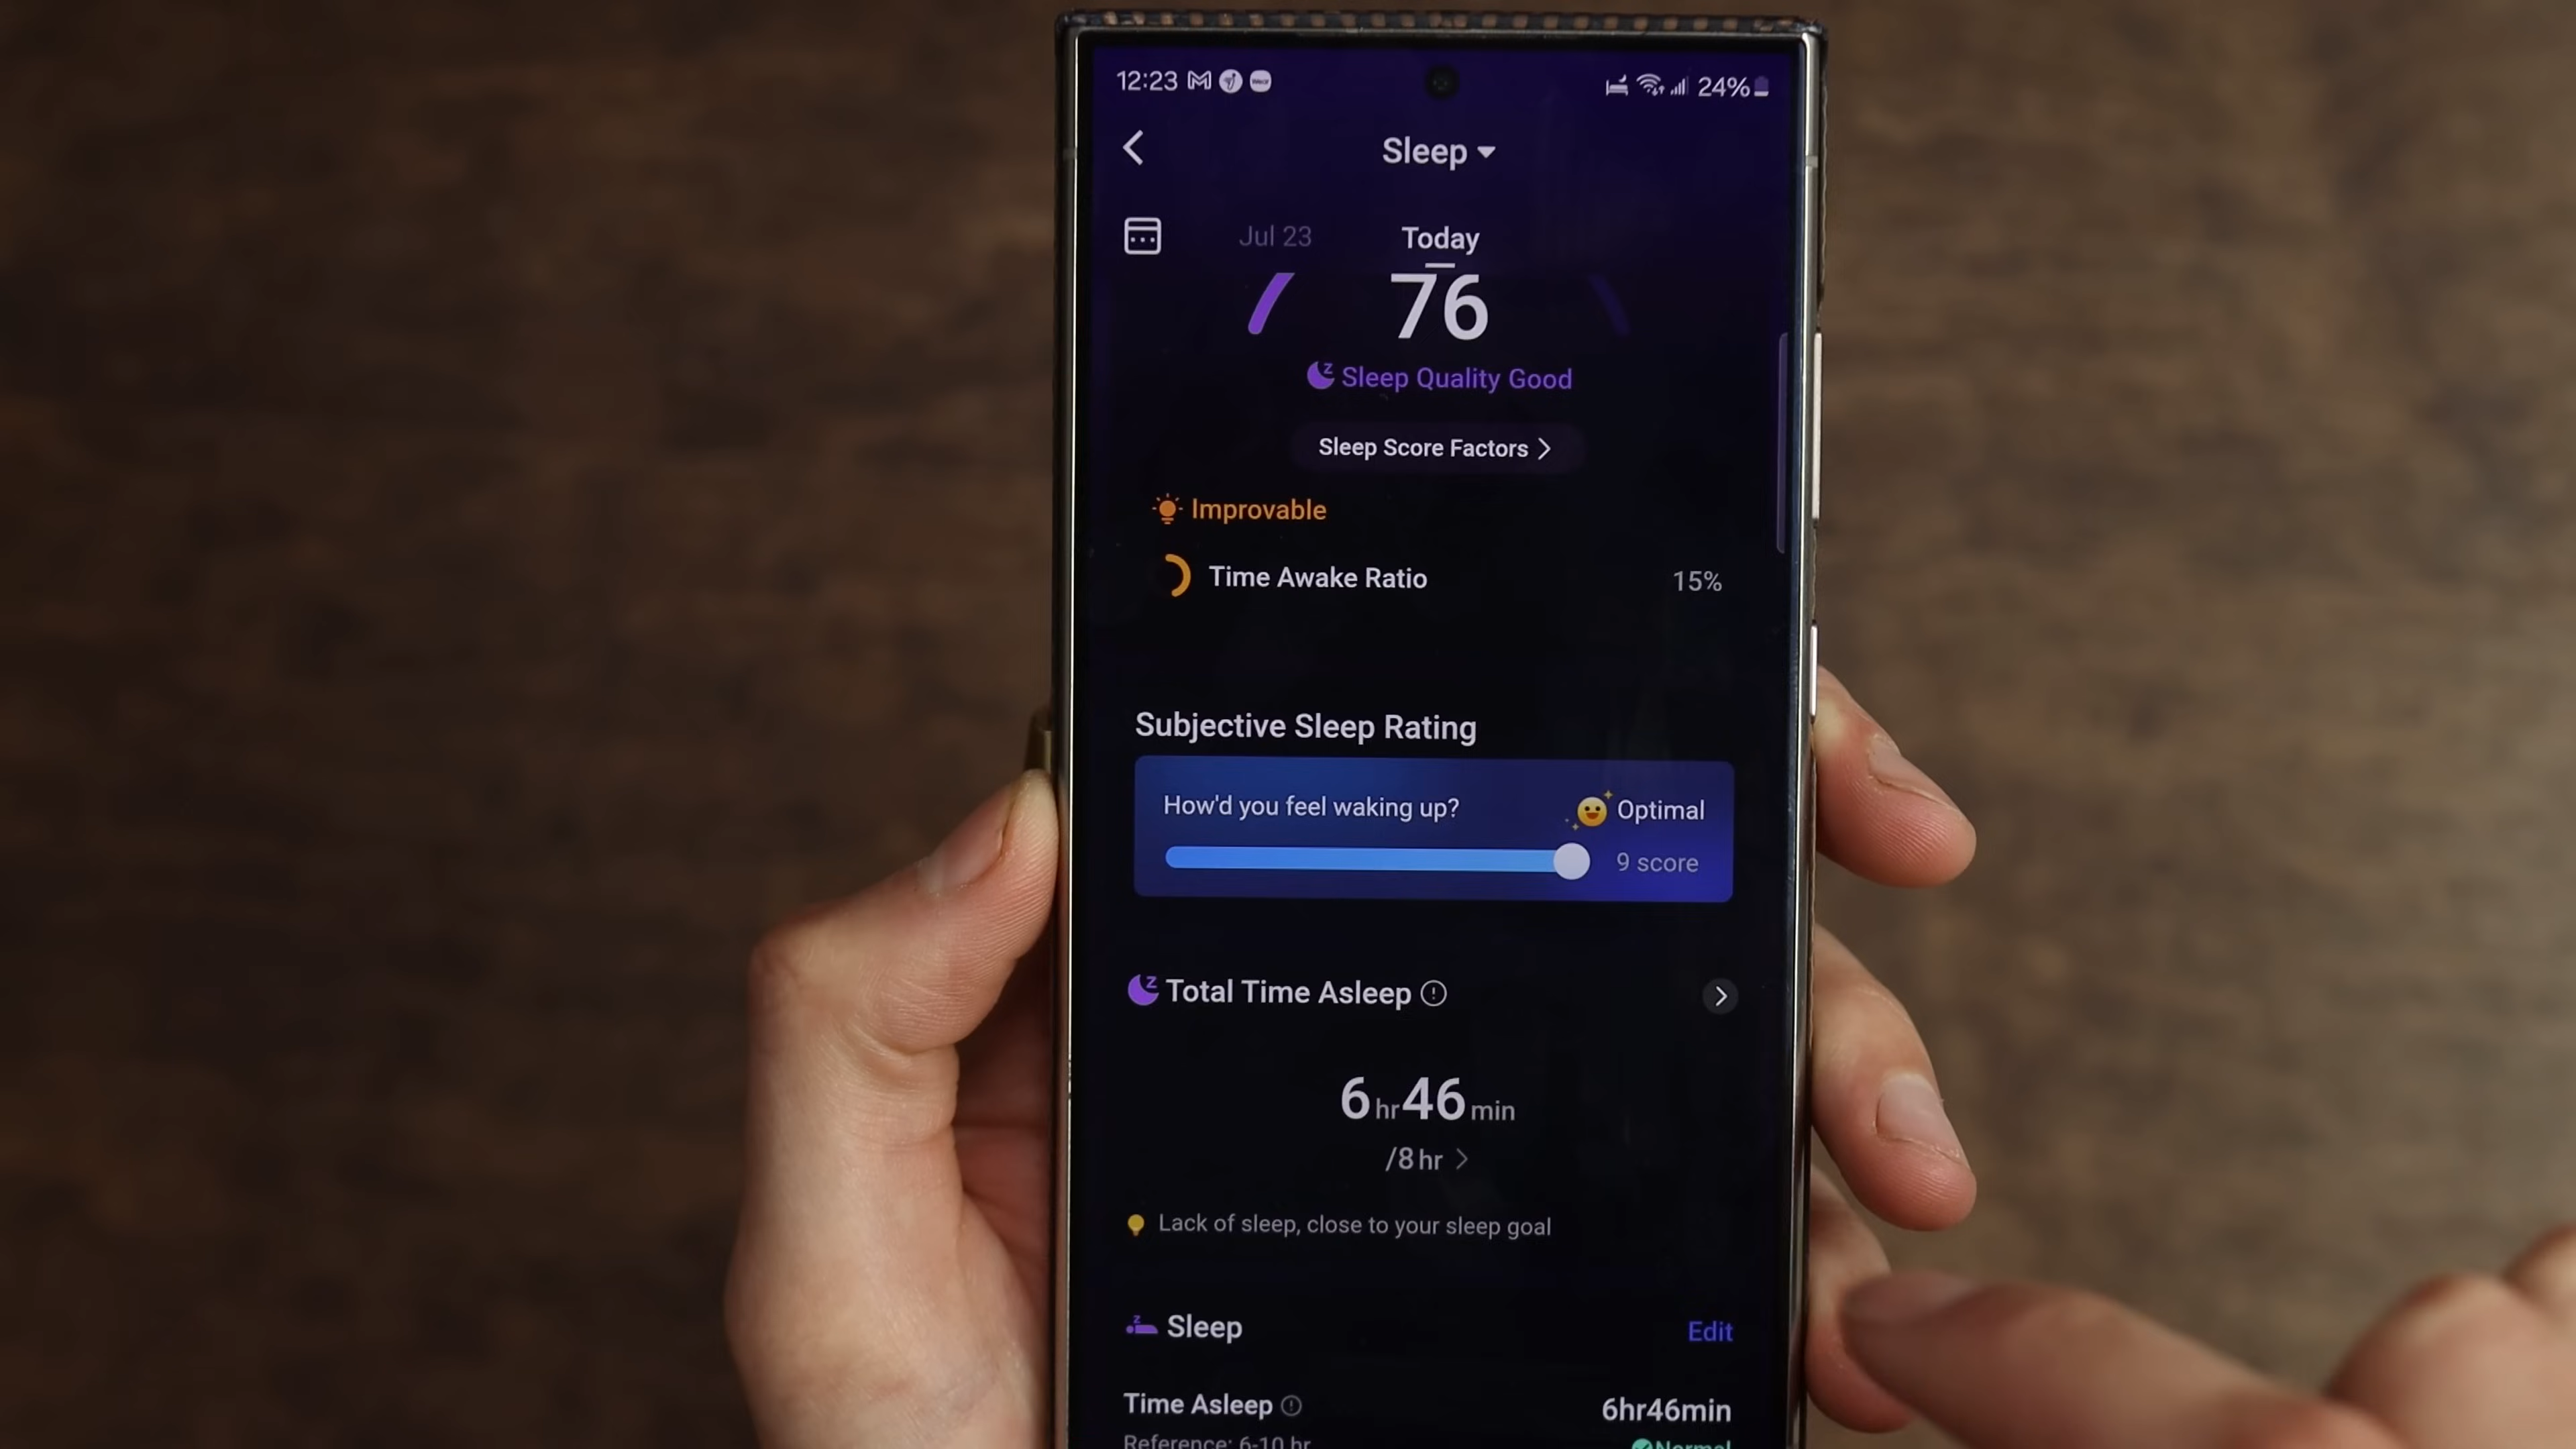 12:23 24%
Sleep
Jul 23 Today
76
Sleep Quality Good
Sleep Score Factors
Improvable
Time Awake Ratio 15%
Subjective Sleep Rating
How'd you feel waking up? Optimal
9 score
Total Time Asleep
6 hr 46 min
/8 hr
Lack of sleep, close to your sleep goal
Sleep Edit
Time Asleep 6hr46min
Reference: 6-10 hr Normal